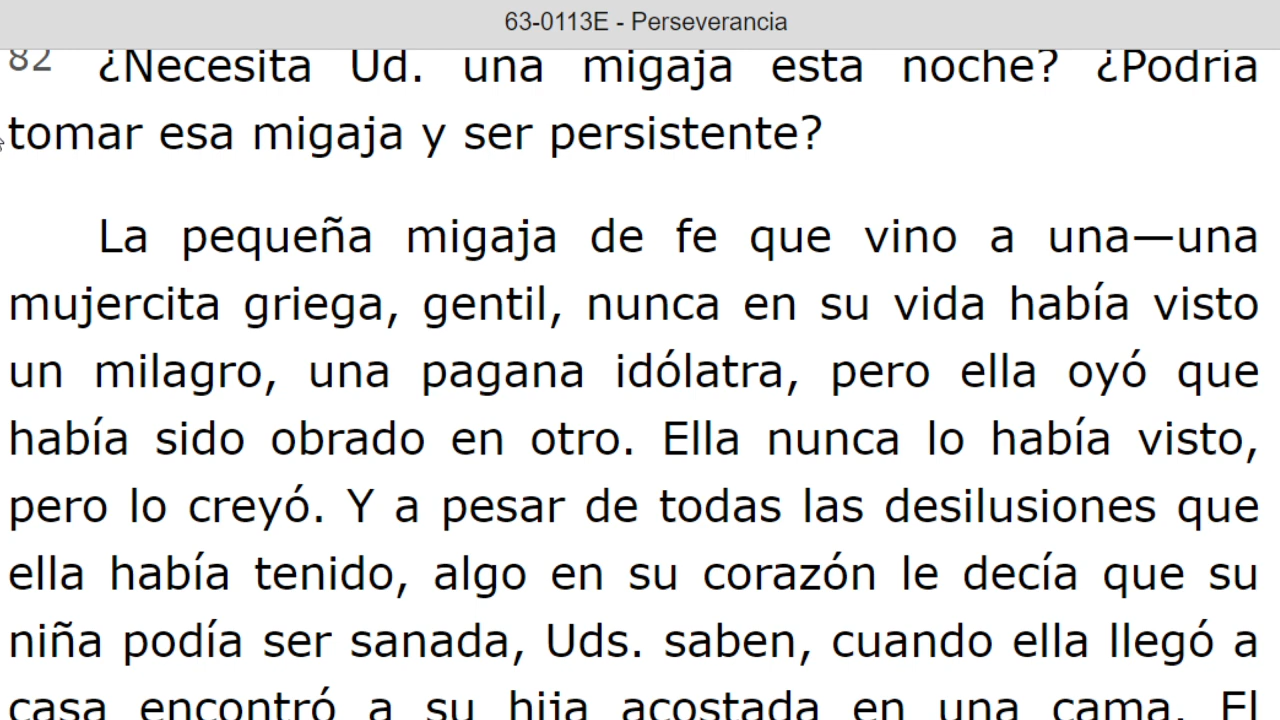 63-0113E - Perseverancia
82 ¿Necesita Ud. una migaja esta noche? ¿Podría
tomar esa migaja y ser persistente?
La pequeña migaja de fe que vino a una—una
mujercita griega, gentil, nunca en su vida había visto
un milagro, una pagana idólatra, pero ella oyó que
había sido obrado en otro. Ella nunca lo había visto,
pero lo creyó. Y a pesar de todas las desilusiones que
ella había tenido, algo en su corazón le decía que su
niña podía ser sanada, Uds. saben, cuando ella llegó a
casa encontró a su hija acostada en una cama. El